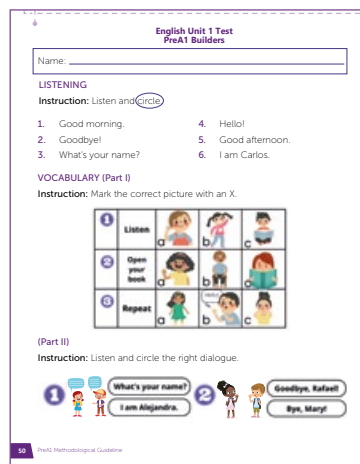 English Unit 1 Test
PreA1 Builders
Name:
LISTENING
Instruction: Listen and circle.
1. Good morning.
2. Goodbye!
3. What's your name?
4. Hello!
5. Good afternoon.
6. I am Carlos.
VOCABULARY (Part I)
Instruction: Mark the correct picture with an X.
1 Listen a b c
2 Open your book a b c
3 Repeat a b c
(Part II)
Instruction: Listen and circle the right dialogue.
1 What's your name?
I am Alejandra.
2 Goodbye, Rafael!
Bye, Mary!
50 PreA1 Methodological Guideline